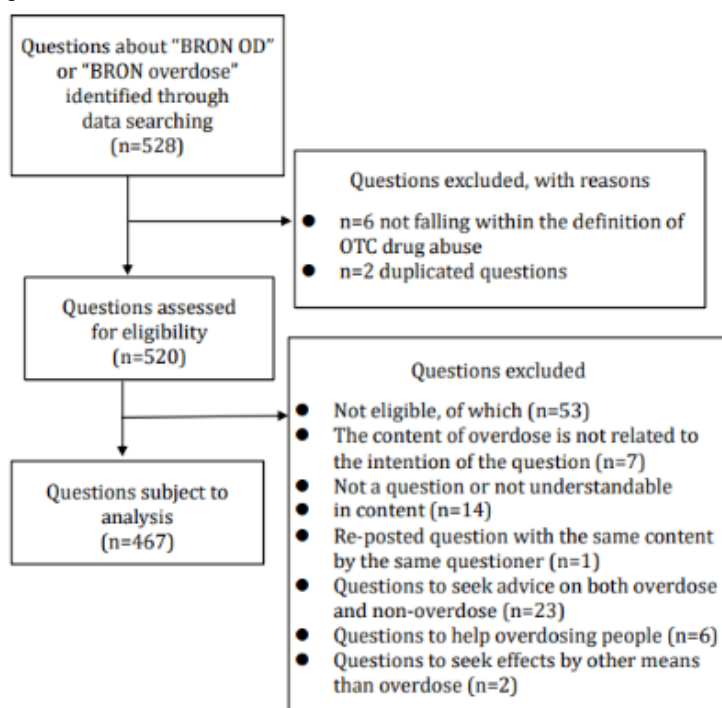 Questions about “BRON OD”
or “BRON overdose”
identified through
data searching
(n=528)
Questions excluded, with reasons
● n=6 not falling within the definition of
OTC drug abuse
● n=2 duplicated questions
Questions assessed
for eligibility
(n=520)
Questions excluded
● Not eligible, of which (n=53)
● The content of overdose is not related to
the intention of the question (n=7)
● Not a question or not understandable
● in content (n=14)
● Re-posted question with the same content
by the same questioner (n=1)
● Questions to seek advice on both overdose
and non-overdose (n=23)
● Questions to help overdosing people (n=6)
● Questions to seek effects by other means
than overdose (n=2)
Questions subject to
analysis
(n=467)